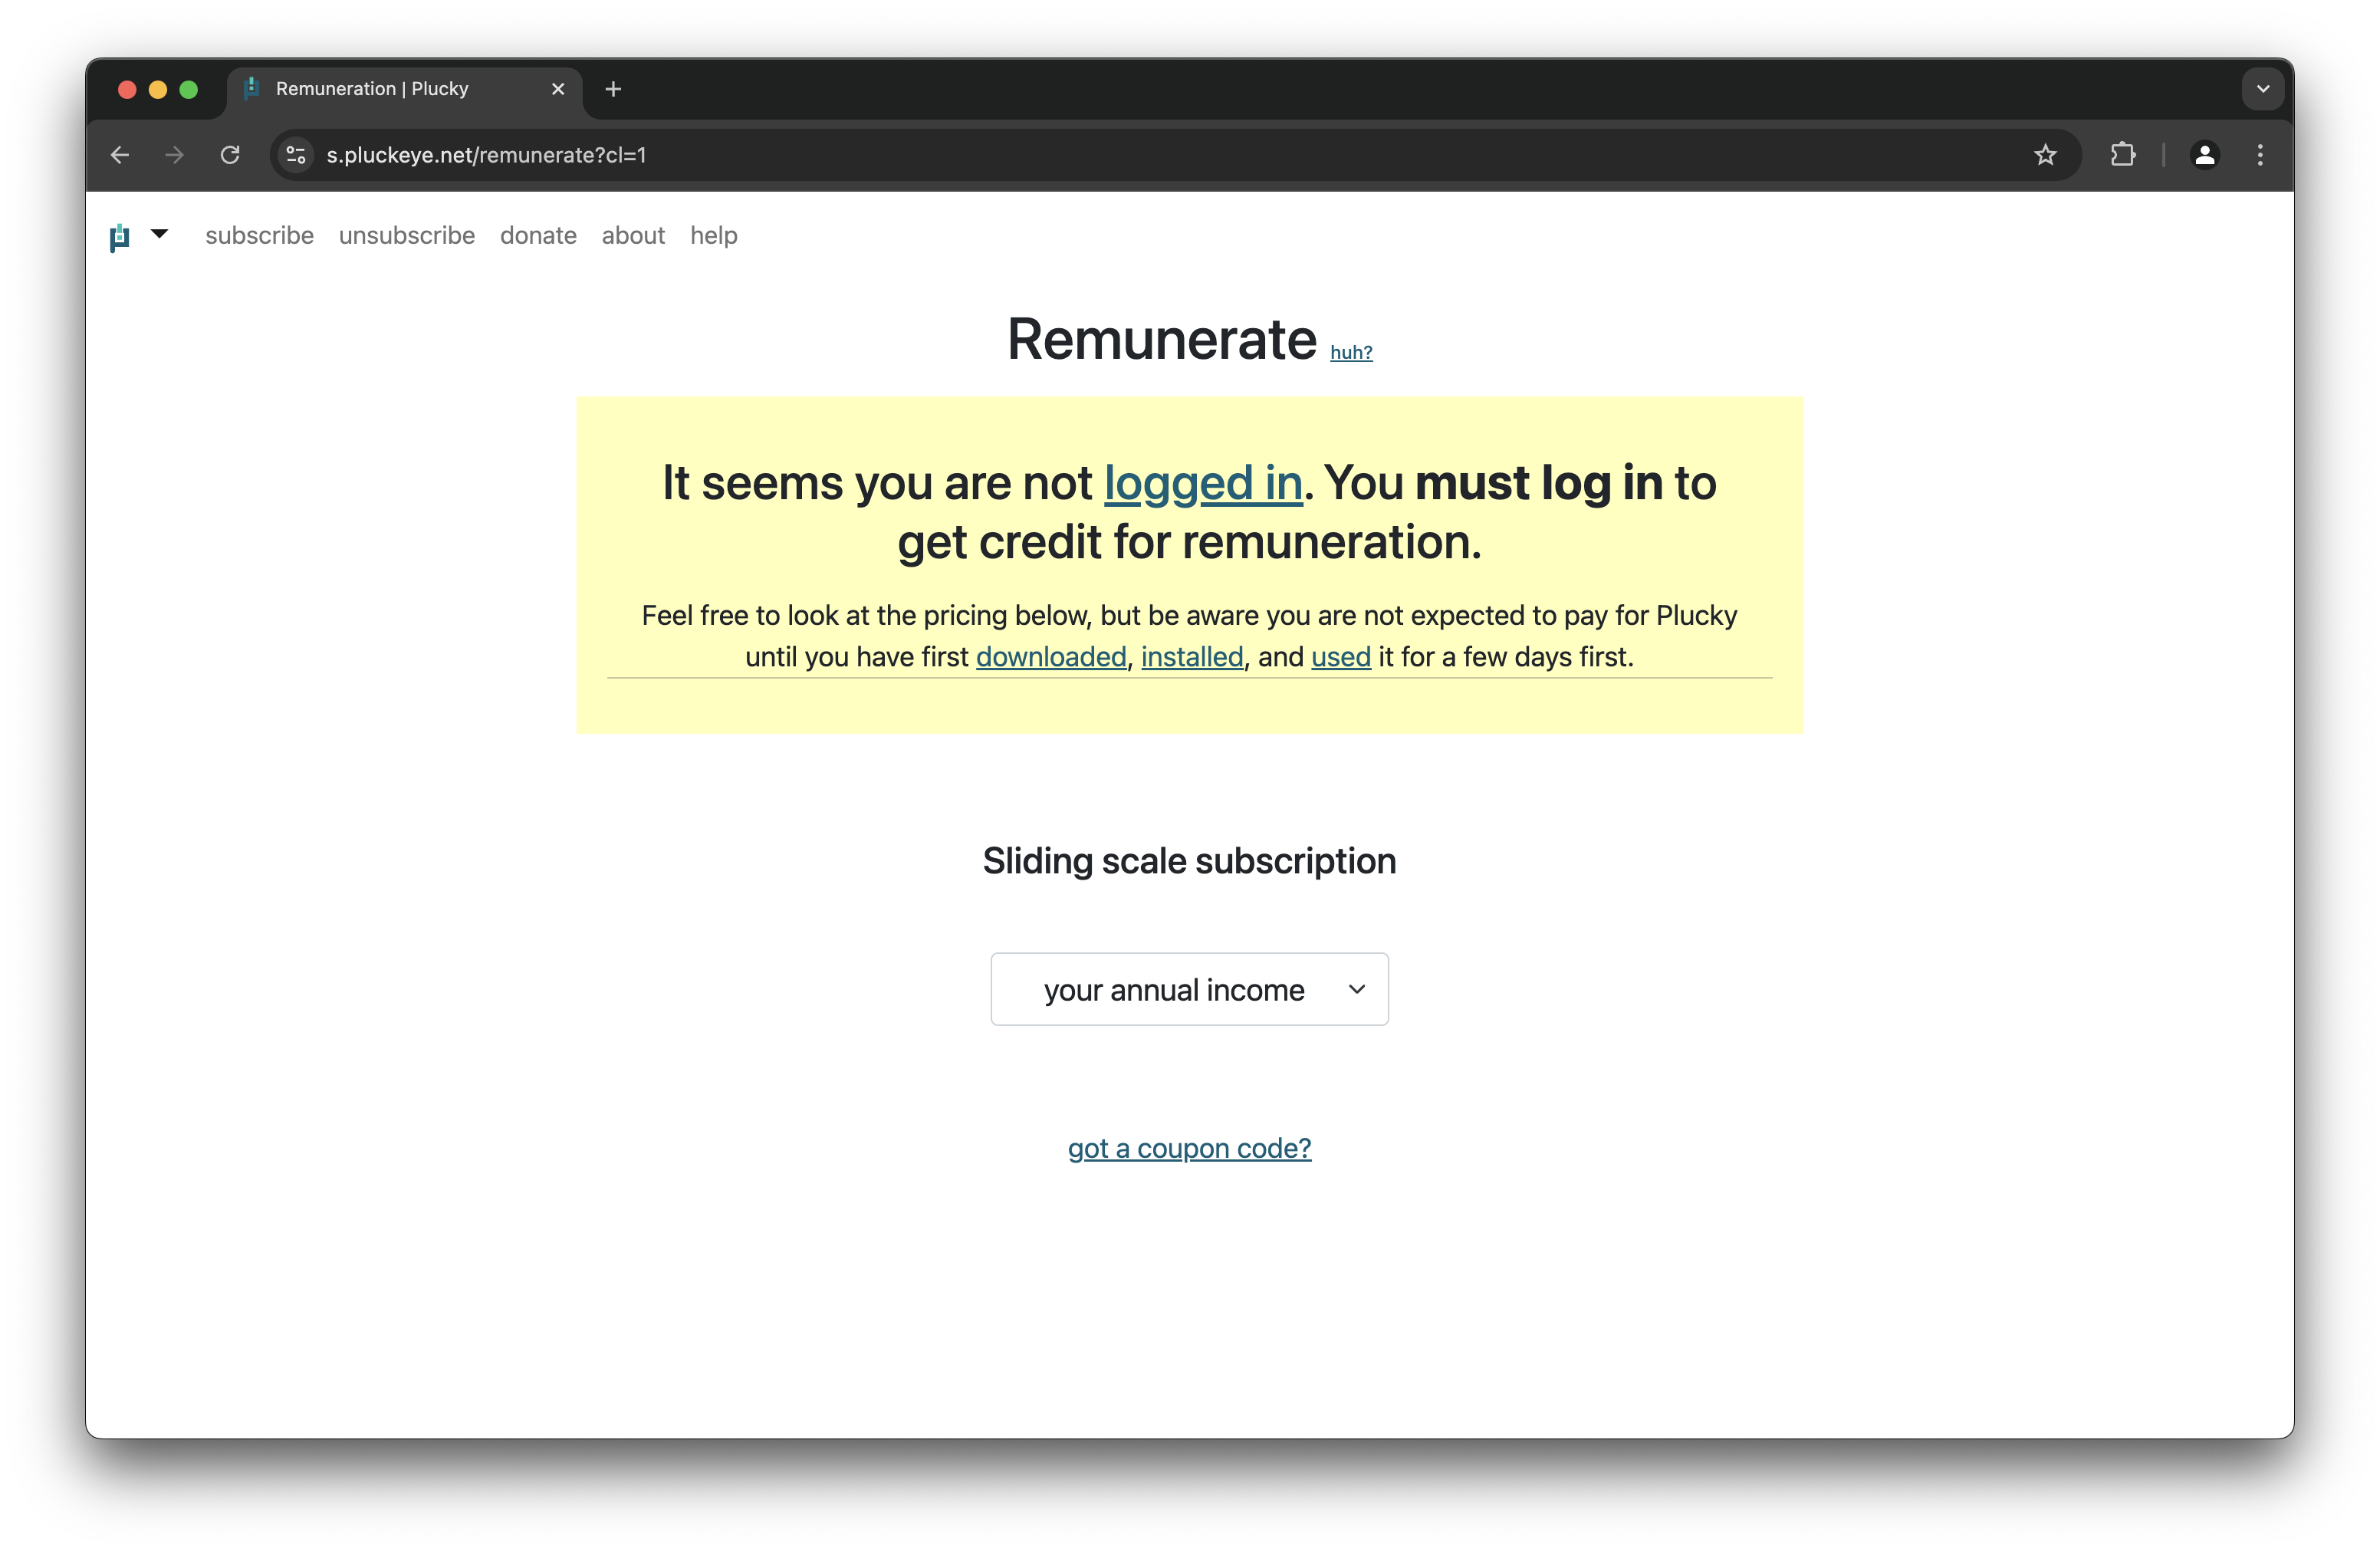 Remuneration | Plucky
s.pluckeye.net/remunerate?cl=1
subscribe unsubscribe donate about help
Remunerate huh?
It seems you are not logged in. You must log in to
get credit for remuneration.
Feel free to look at the pricing below, but be aware you are not expected to pay for Plucky
until you have first downloaded, installed, and used it for a few days first.
Sliding scale subscription
your annual income
got a coupon code?